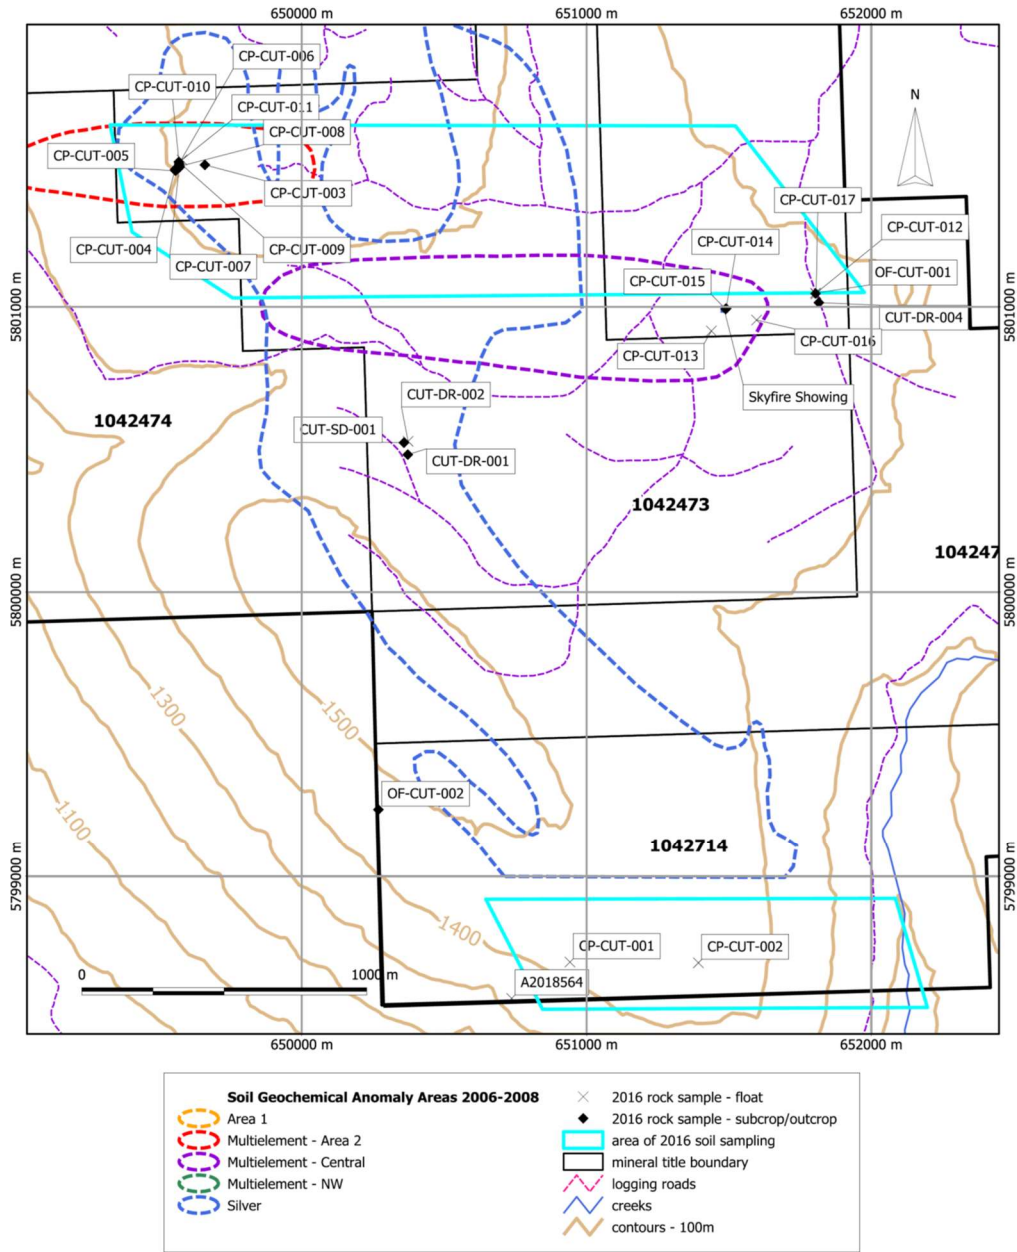 650000 m
651000 m
652000 m
CP-CUT-006
CP-CUT-010
N
CP-CUT-011
CP-CUT-008
CP-CUT-005
CP-CUT-003
CP-CUT-017
CP-CUT-012
CP-CUT-014
CP-CUT-004
CP-CUT-009
CP-CUT-007
OF-CUT-001
CP-CUT-015
5801000 m
5801000 m
CUT-DR-004
CP-CUT-016
CP-CUT-013
CUT-DR-002
Skyfire Showing
1042474
CUT-SD-001
CUT-DR-001
1042473
104247
5800000 m
5800000 m
1300
1500
OF-CUT-002
1100
1042714
5799000 m
5799000 m
1400
CP-CUT-001
CP-CUT-002
0
1000 m
A2018564
650000 m
651000 m
652000 m
Soil Geochemical Anomaly Areas 2006-2008
Area 1
Multielement - Area 2
Multielement - Central
Multielement - NW
Silver
2016 rock sample - float
2016 rock sample - subcrop/outcrop
area of 2016 soil sampling
mineral title boundary
logging roads
creeks
contours - 100m